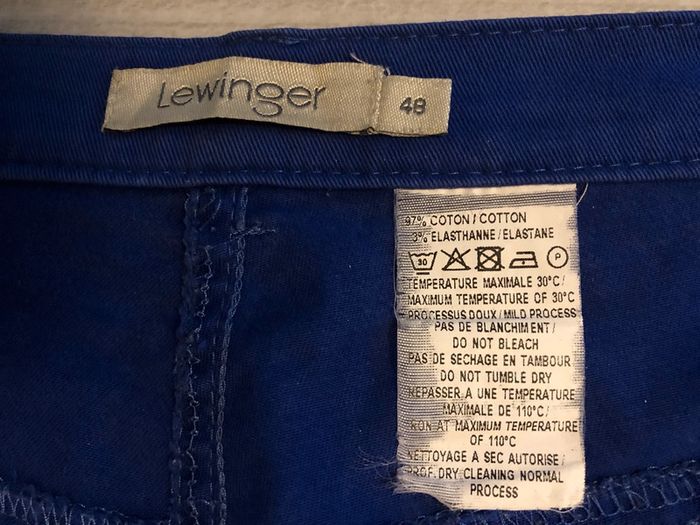 Lewinger
48
97% COTON / COTTON
3% ELASTHANNE / ELASTANE
30
P
TEMPERATURE MAXIMALE 30°C /
MAXIMUM TEMPERATURE OF 30°C
PROCESSUS DOUX / MILD PROCESS
PAS DE BLANCHIMENT /
DO NOT BLEACH
PAS DE SECHAGE EN TAMBOUR
DO NOT TUMBLE DRY
REPASSER A UNE TEMPERATURE
MAXIMALE DE 110°C /
IRON AT MAXIMUM TEMPERATURE
OF 110°C
NETTOYAGE A SEC AUTORISE /
PROF. DRY CLEANING NORMAL
PROCESS